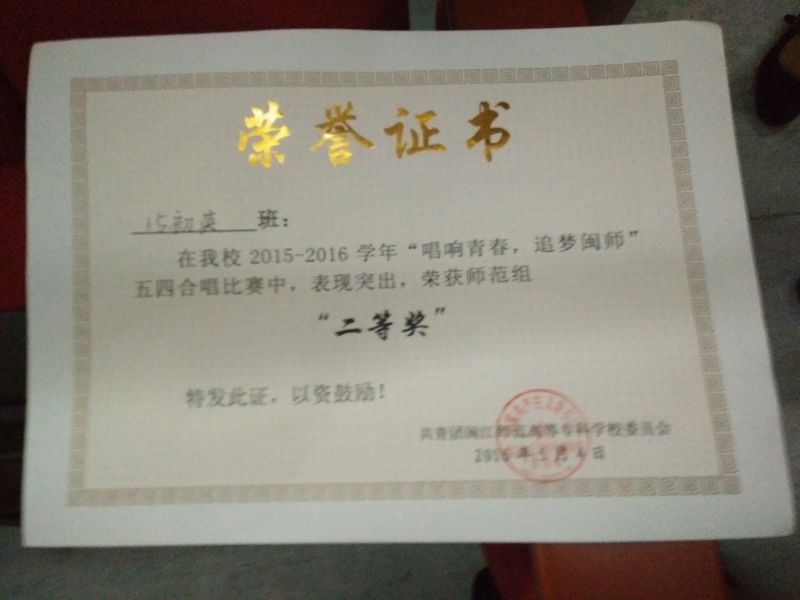 荣誉证书
15初英 班：
在我校 2015-2016 学年“唱响青春，追梦闽师”
五四合唱比赛中，表现突出，荣获师范组
“二等奖”
特发此证，以资鼓励！
共青团闽江师范高等专科学校委员会
2016 年 5 月 4 日